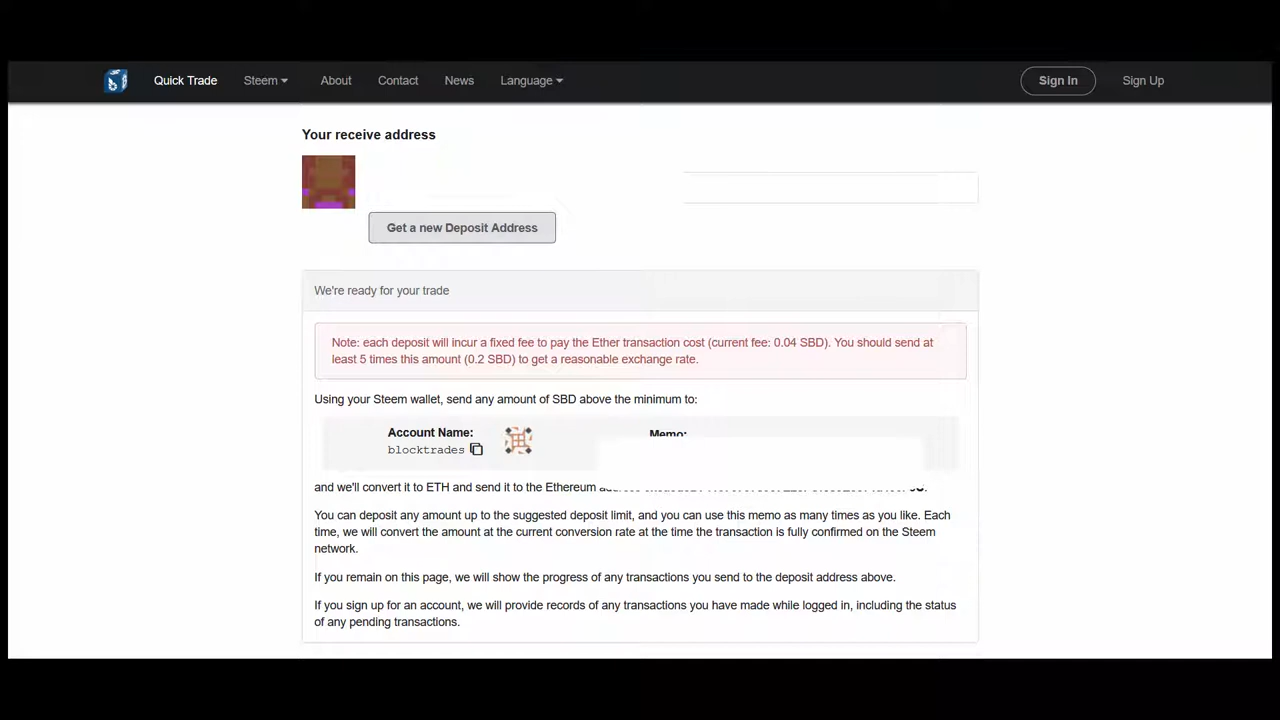 Quick Trade Steem About Contact News Language Sign In Sign Up
Your receive address
Get a new Deposit Address
We're ready for your trade
Note: each deposit will incur a fixed fee to pay the Ether transaction cost (current fee: 0.04 SBD). You should send at
least 5 times this amount (0.2 SBD) to get a reasonable exchange rate.
Using your Steem wallet, send any amount of SBD above the minimum to:
Account Name: Memo:
blocktrades
and we'll convert it to ETH and send it to the Ethereum
You can deposit any amount up to the suggested deposit limit, and you can use this memo as many times as you like. Each
time, we will convert the amount at the current conversion rate at the time the transaction is fully confirmed on the Steem
network.
If you remain on this page, we will show the progress of any transactions you send to the deposit address above.
If you sign up for an account, we will provide records of any transactions you have made while logged in, including the status
of any pending transactions.